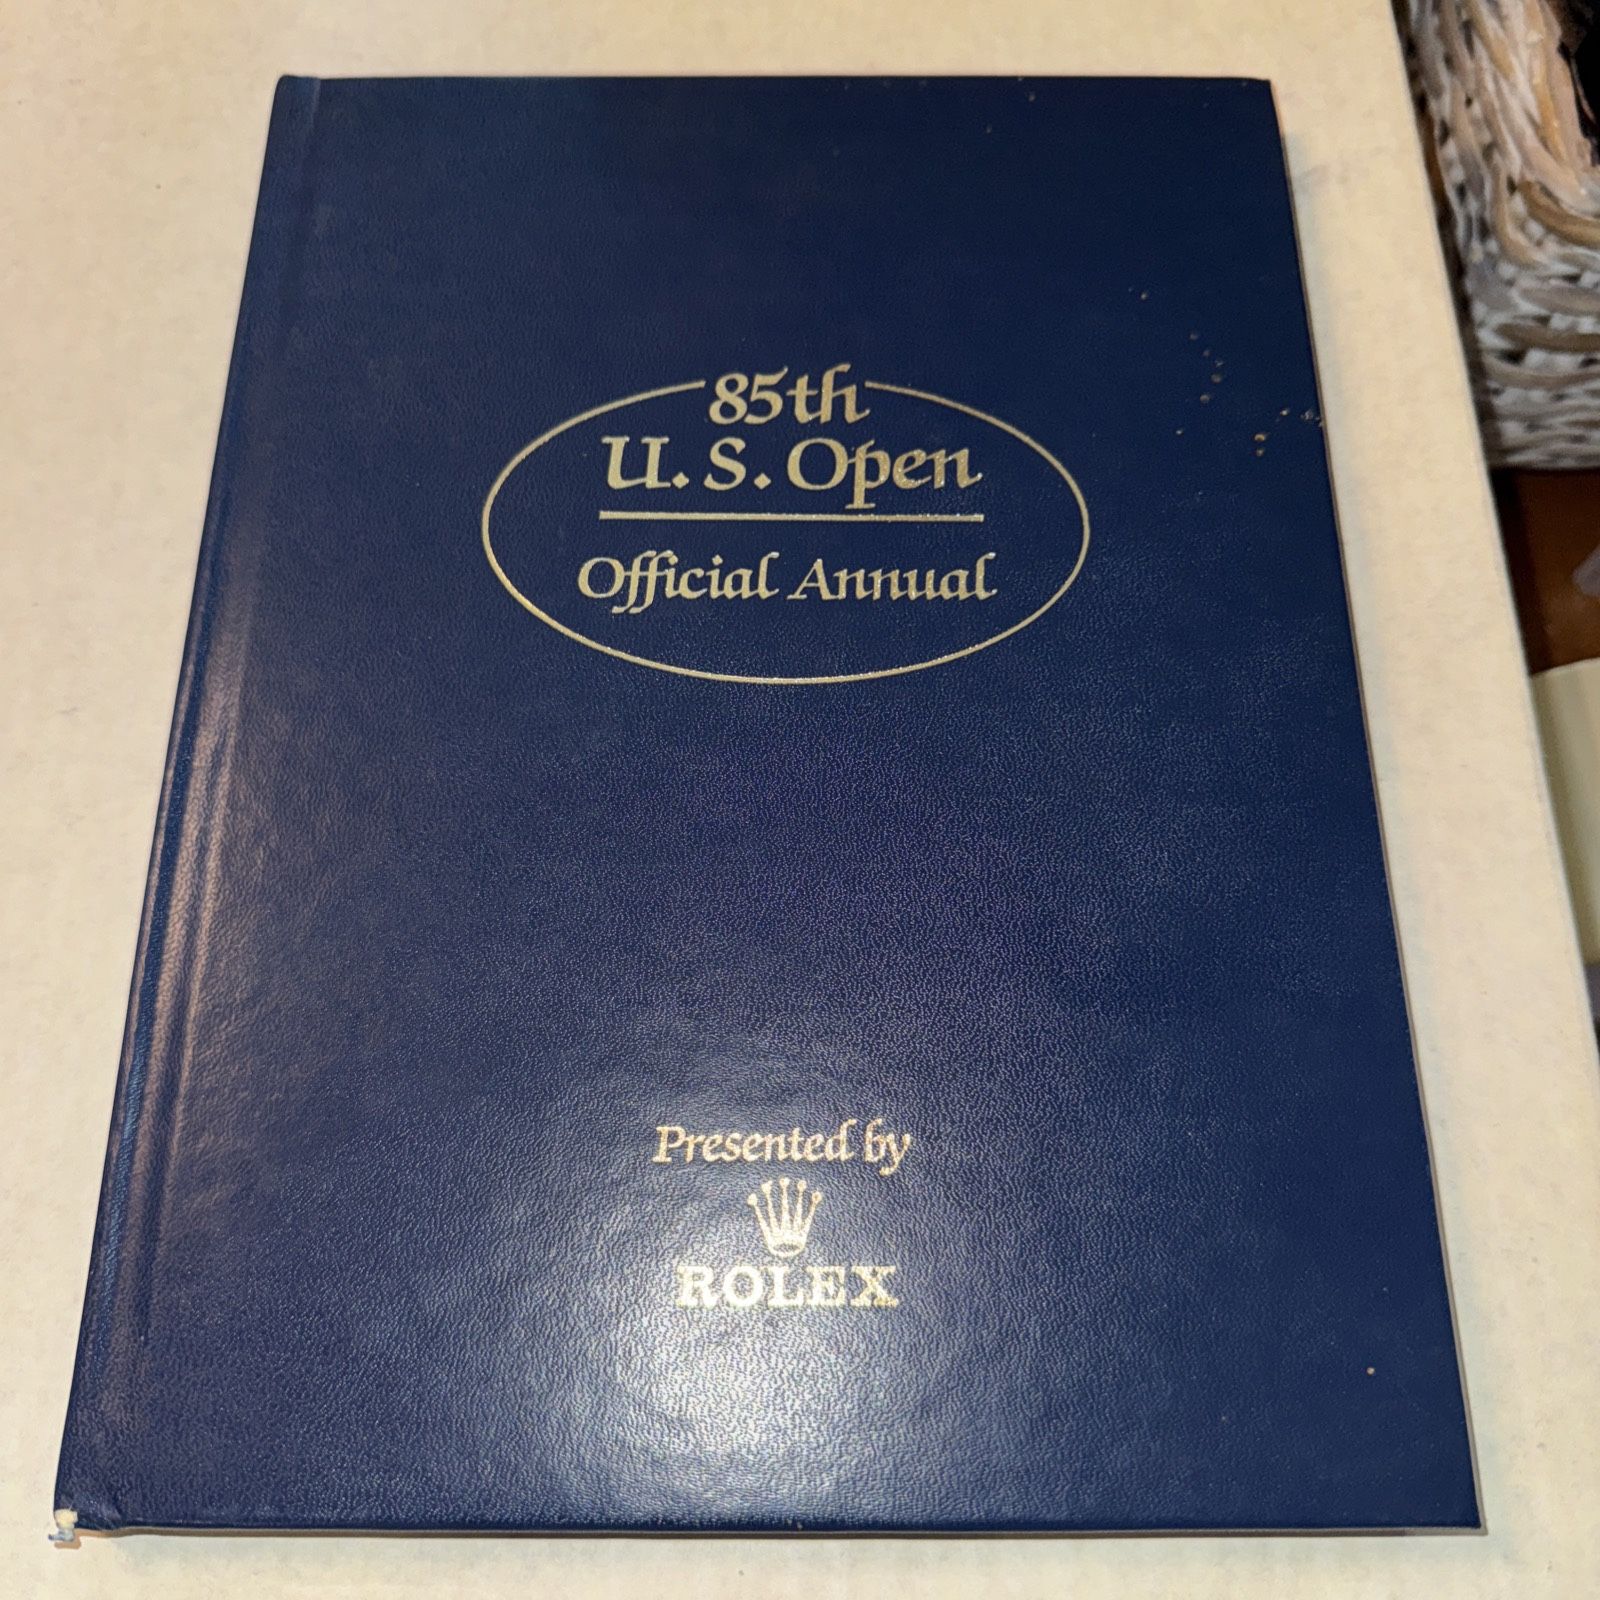 85th
U.S. Open
Official Annual
Presented by
ROLEX